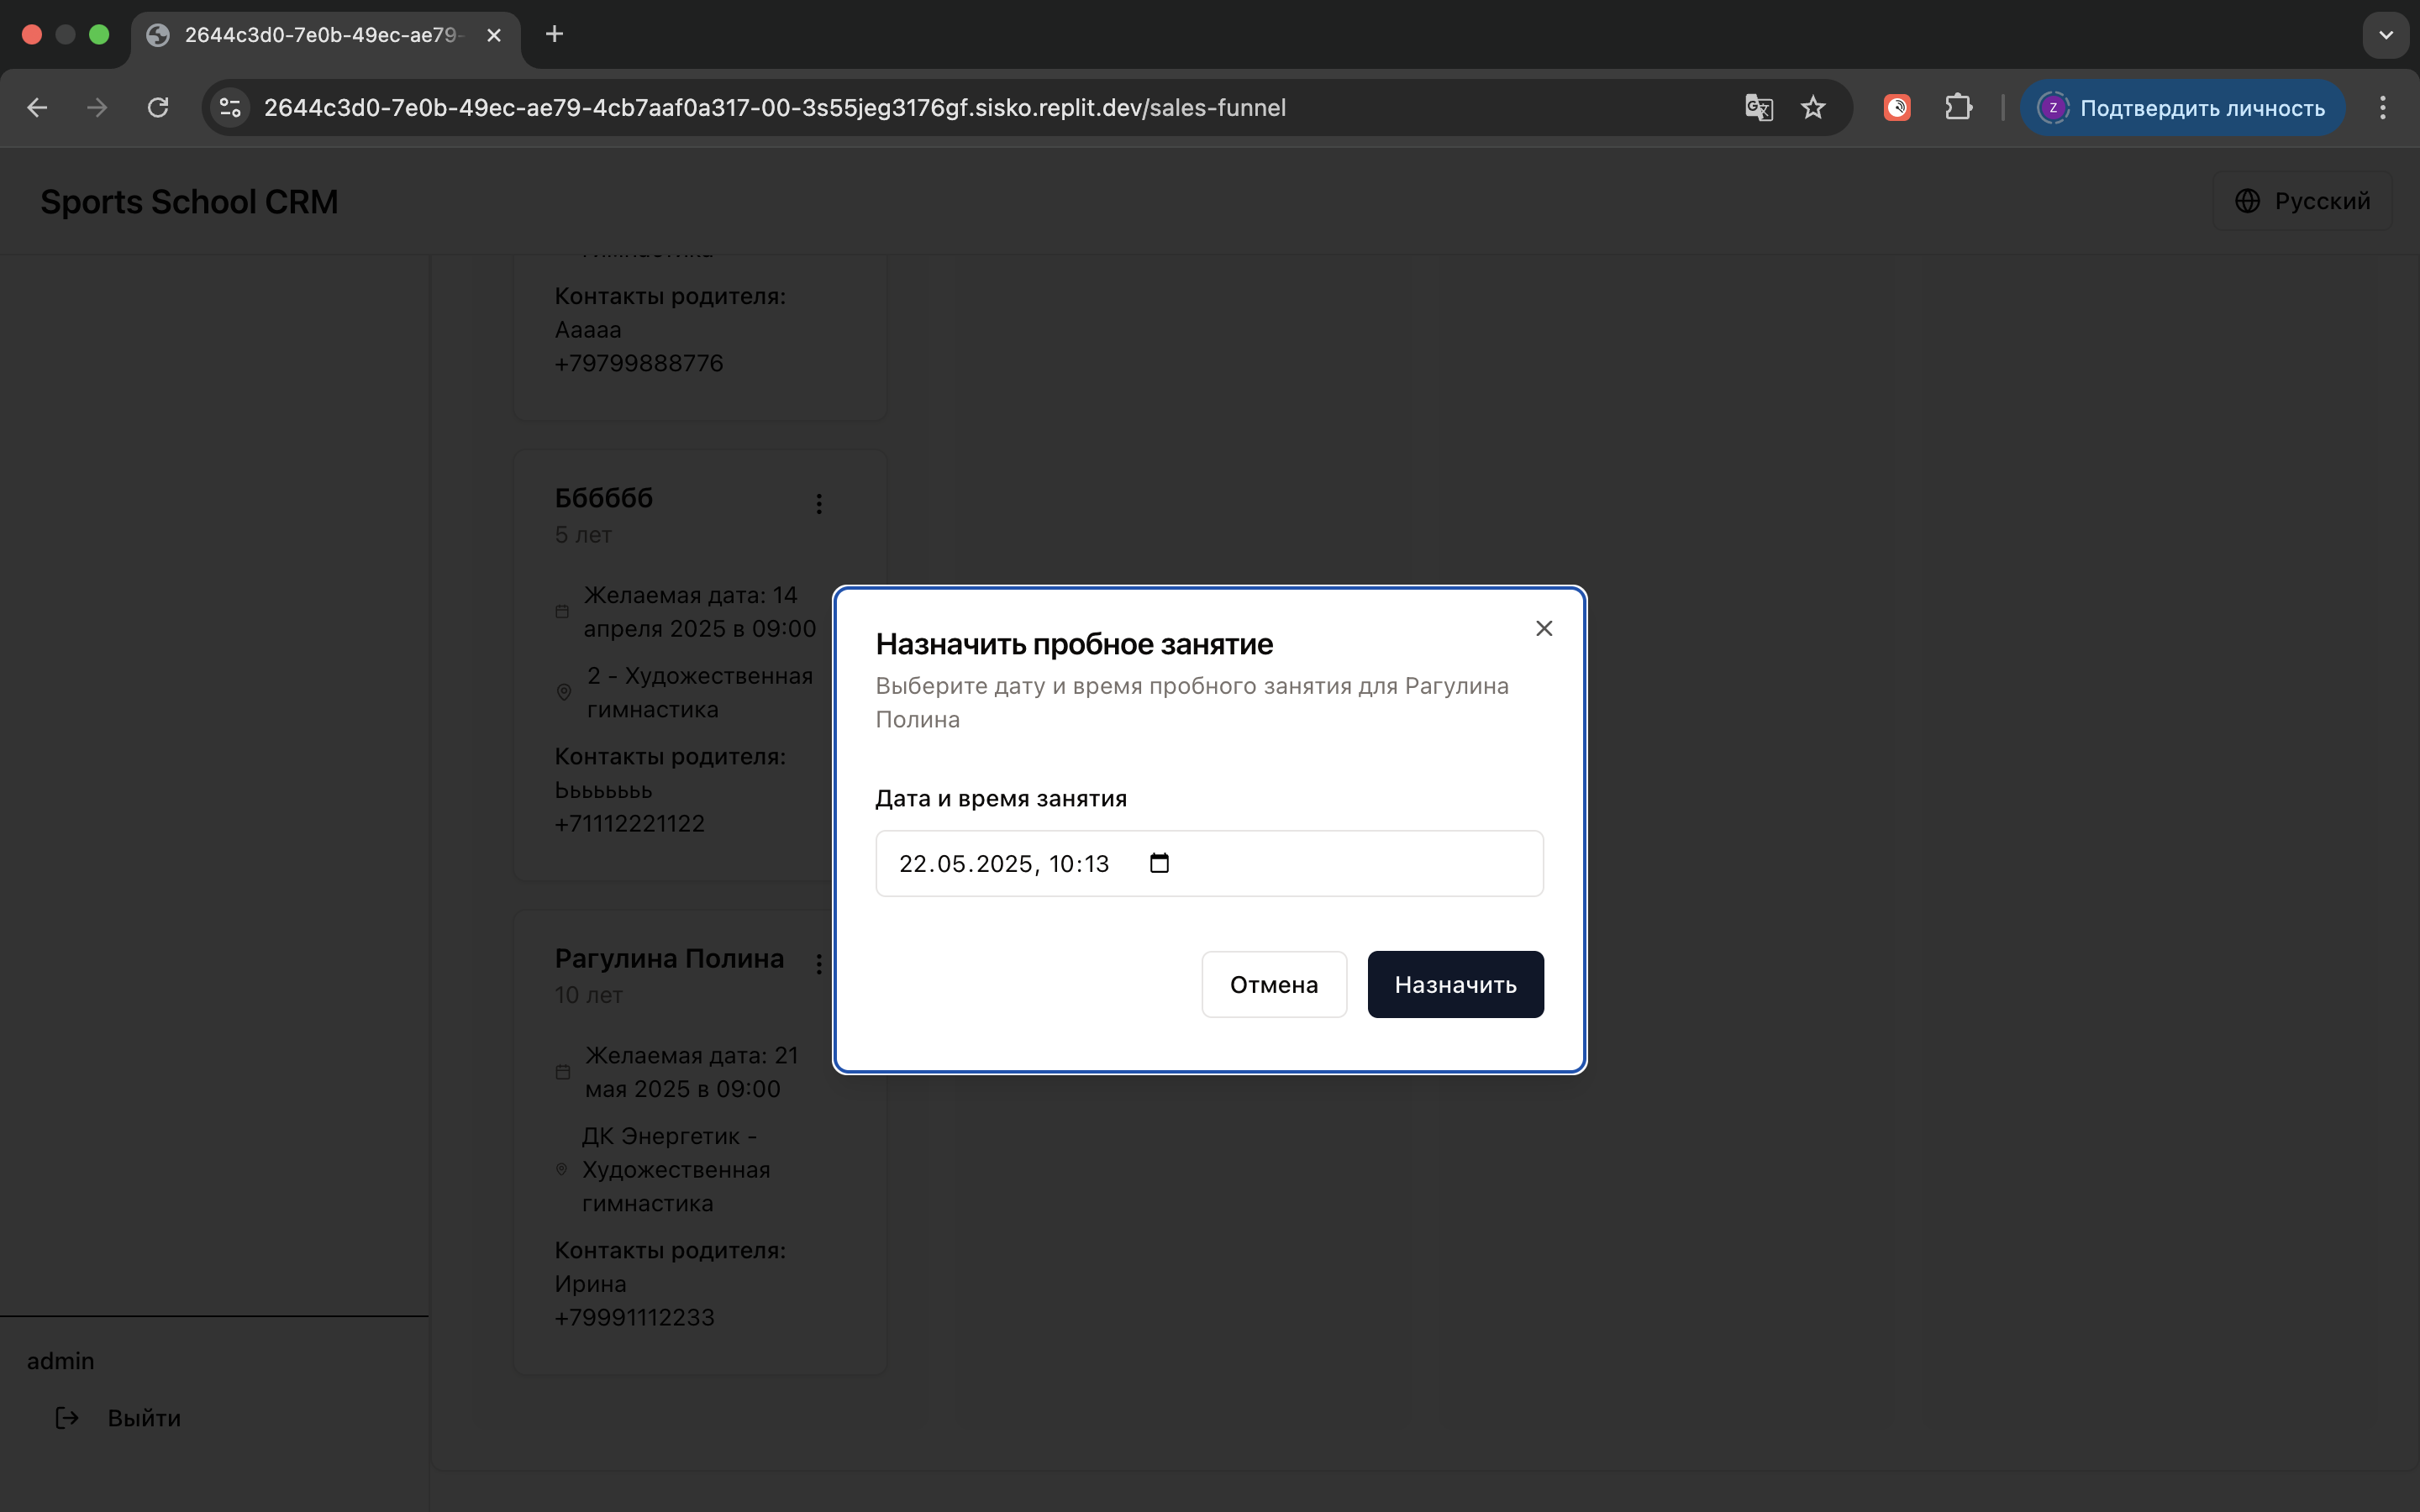 2644c3d0-7e0b-49ec-ae79-
2644c3d0-7e0b-49ec-ae79-4cb7aaf0a317-00-3s55jeg3176gf.sisko.replit.dev/sales-funnel
Z
Подтвердить личность
Sports School CRM
Русский
Контакты родителя:
Ааааа
+79799888776
Бббббб
5 лет
Желаемая дата: 14
апреля 2025 в 09:00
2 - Художественная
гимнастика
Контакты родителя:
Ььььььь
+71112221122
Рагулина Полина
10 лет
Желаемая дата: 21
мая 2025 в 09:00
ДК Энергетик -
Художественная
гимнастика
Контакты родителя:
Ирина
+79991112233
Назначить пробное занятие
Выберите дату и время пробного занятия для Рагулина
Полина
Дата и время занятия
22.05.2025, 10:13
Отмена
Назначить
admin
Выйти